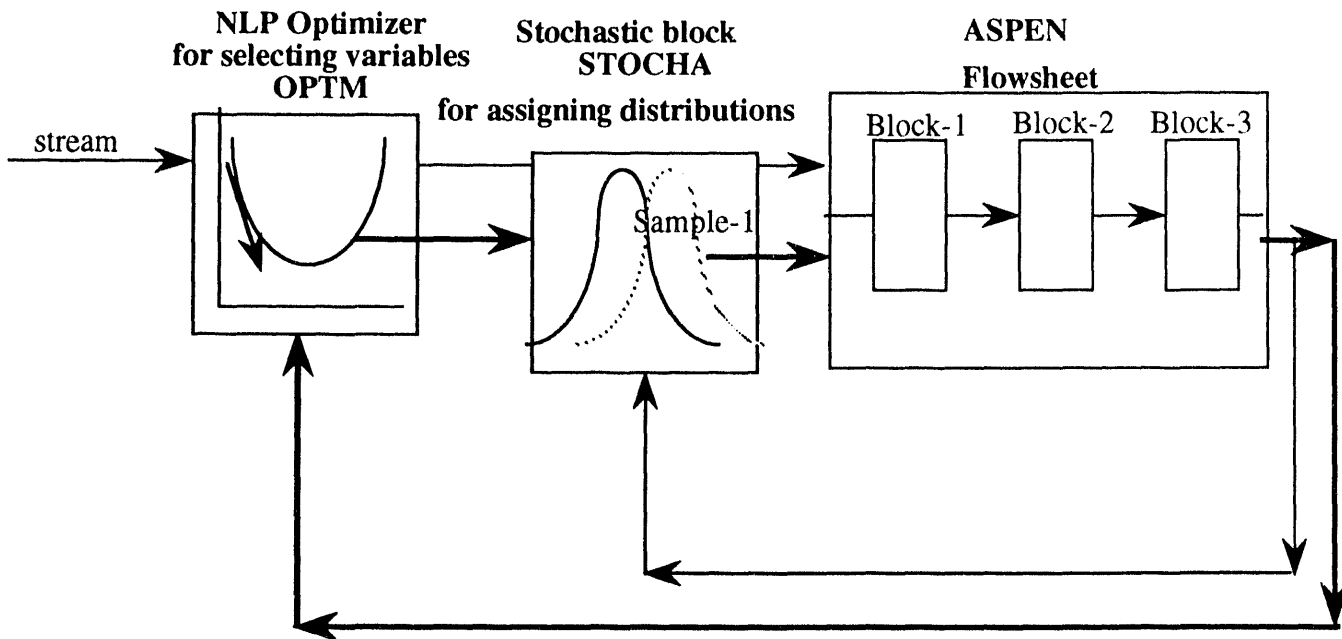 NLP Optimizer
for selecting variables
OPTM
Stochastic block
STOCHA
for assigning distributions
ASPEN
Flowsheet
stream
Block-1
Block-2
Block-3
Sample-1